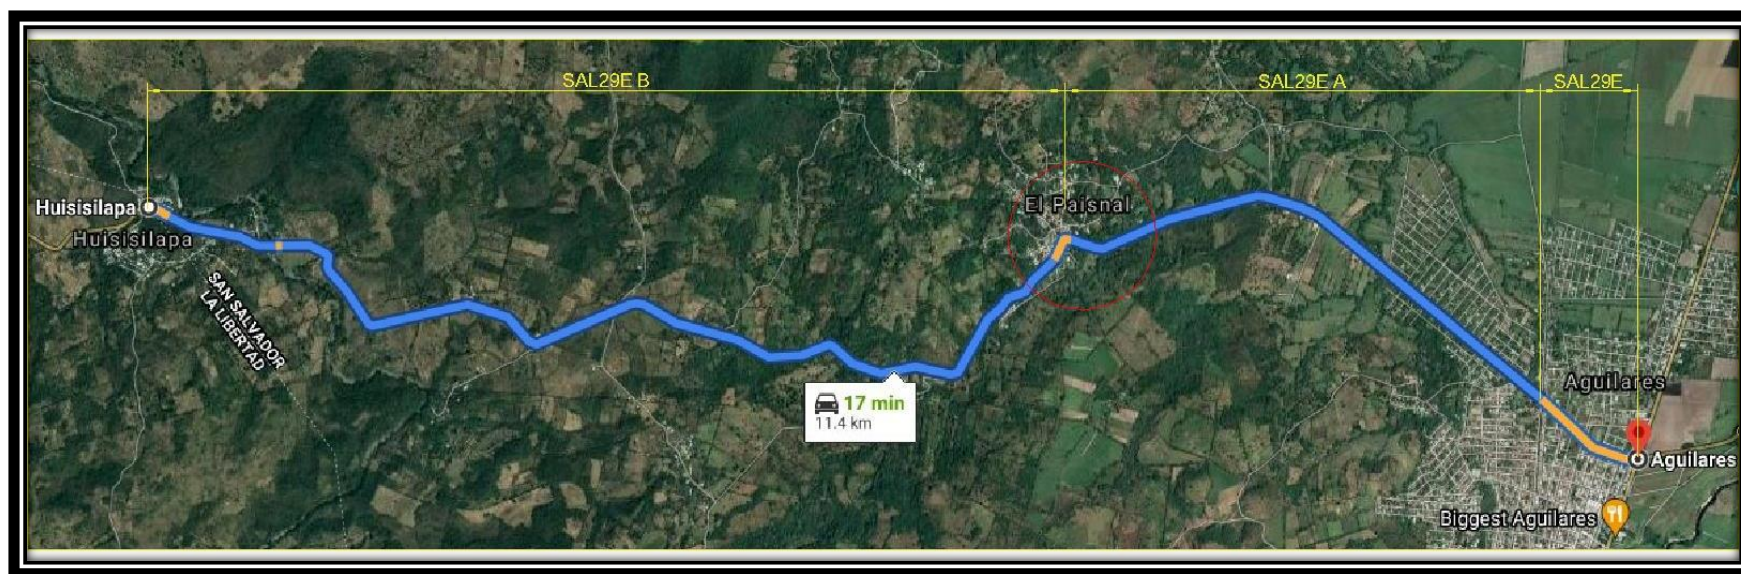 SAL29E B
SAL29E A
SAL29E
Huisisilapa
Huisisilapa
El Paisnal
SAN SALVADOR
LA LIBERTAD
17 min
11.4 km
Aguilares
Aguilares
Biggest Aguilares